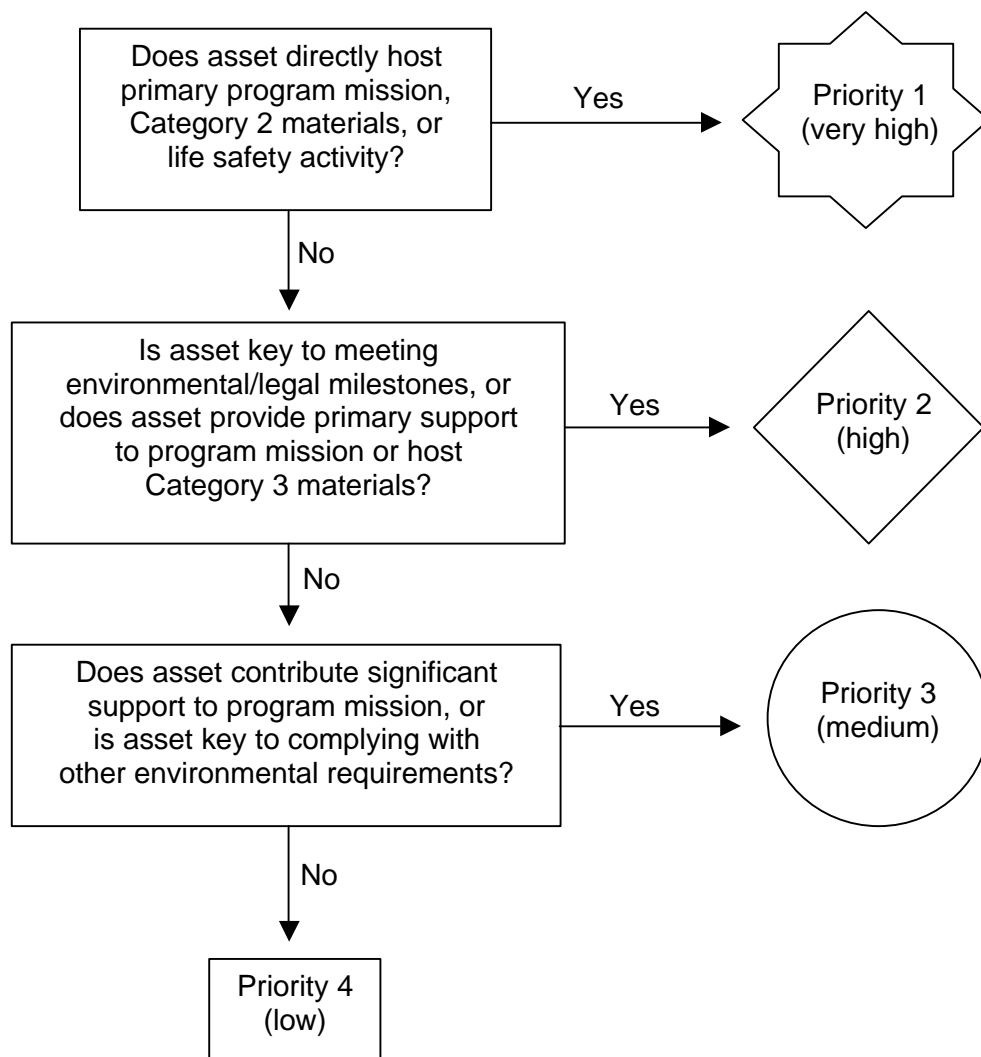 Does asset directly host
primary program mission,
Category 2 materials, or
life safety activity?
Yes
Priority 1
(very high)
No
Is asset key to meeting
environmental/legal milestones, or
does asset provide primary support
to program mission or host
Category 3 materials?
Yes
Priority 2
(high)
No
Does asset contribute significant
support to program mission, or
is asset key to complying with
other environmental requirements?
Yes
Priority 3
(medium)
No
Priority 4
(low)